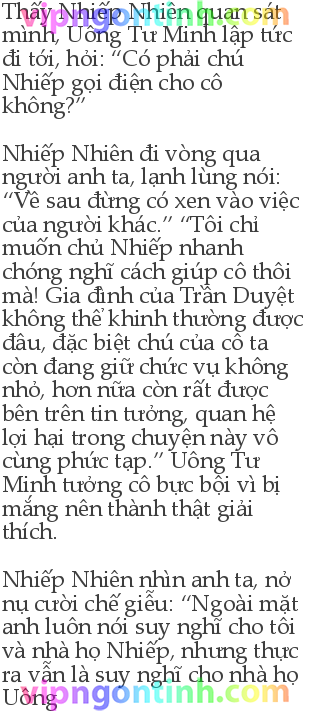 Thấy Nhiếp Nhiên quan sát
mình, Uông Tư Minh lập tức
đi tới, hỏi: “Có phải chú
Nhiếp gọi điện cho cô
không?”
Nhiếp Nhiên đi vòng qua
người anh ta, lạnh lùng nói:
“Về sau đừng có xen vào việc
của người khác.” “Tôi chỉ
muốn chủ Nhiếp nhanh
chóng nghĩ cách giúp cô thôi
mà! Gia đình của Trần Duyệt
không thể khinh thường được
đâu, đặc biệt chú của cô ta
còn đang giữ chức vụ không
nhỏ, hơn nữa còn rất được
bên trên tin tưởng, quan hệ
lợi hại trong chuyện này vô
cùng phức tạp.” Uông Tư
Minh tưởng cô bực bội vì bị
mắng nên thành thật giải
thích.
Nhiếp Nhiên nhìn anh ta, nở
nụ cười chế giễu: “Ngoài mặt
anh luôn nói suy nghĩ cho tôi
và nhà họ Nhiếp, nhưng thực
ra vẫn là suy nghĩ cho nhà họ
Uông
vipngontinh.com
vipngontinh.com